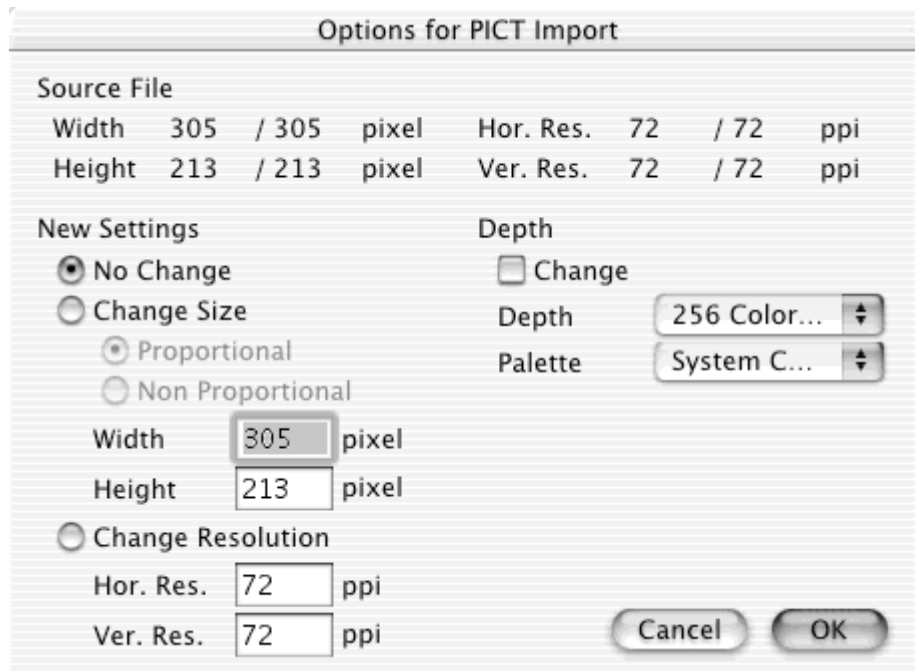 Options for PICT Import
Source File
Width 305 / 305 pixel Hor. Res. 72 / 72 ppi
Height 213 / 213 pixel Ver. Res. 72 / 72 ppi
New Settings Depth
No Change Change
Change Size Depth 256 Color...
Proportional Palette System C...
Non Proportional
Width 305 pixel
Height 213 pixel
Change Resolution
Hor. Res. 72 ppi
Ver. Res. 72 ppi Cancel OK